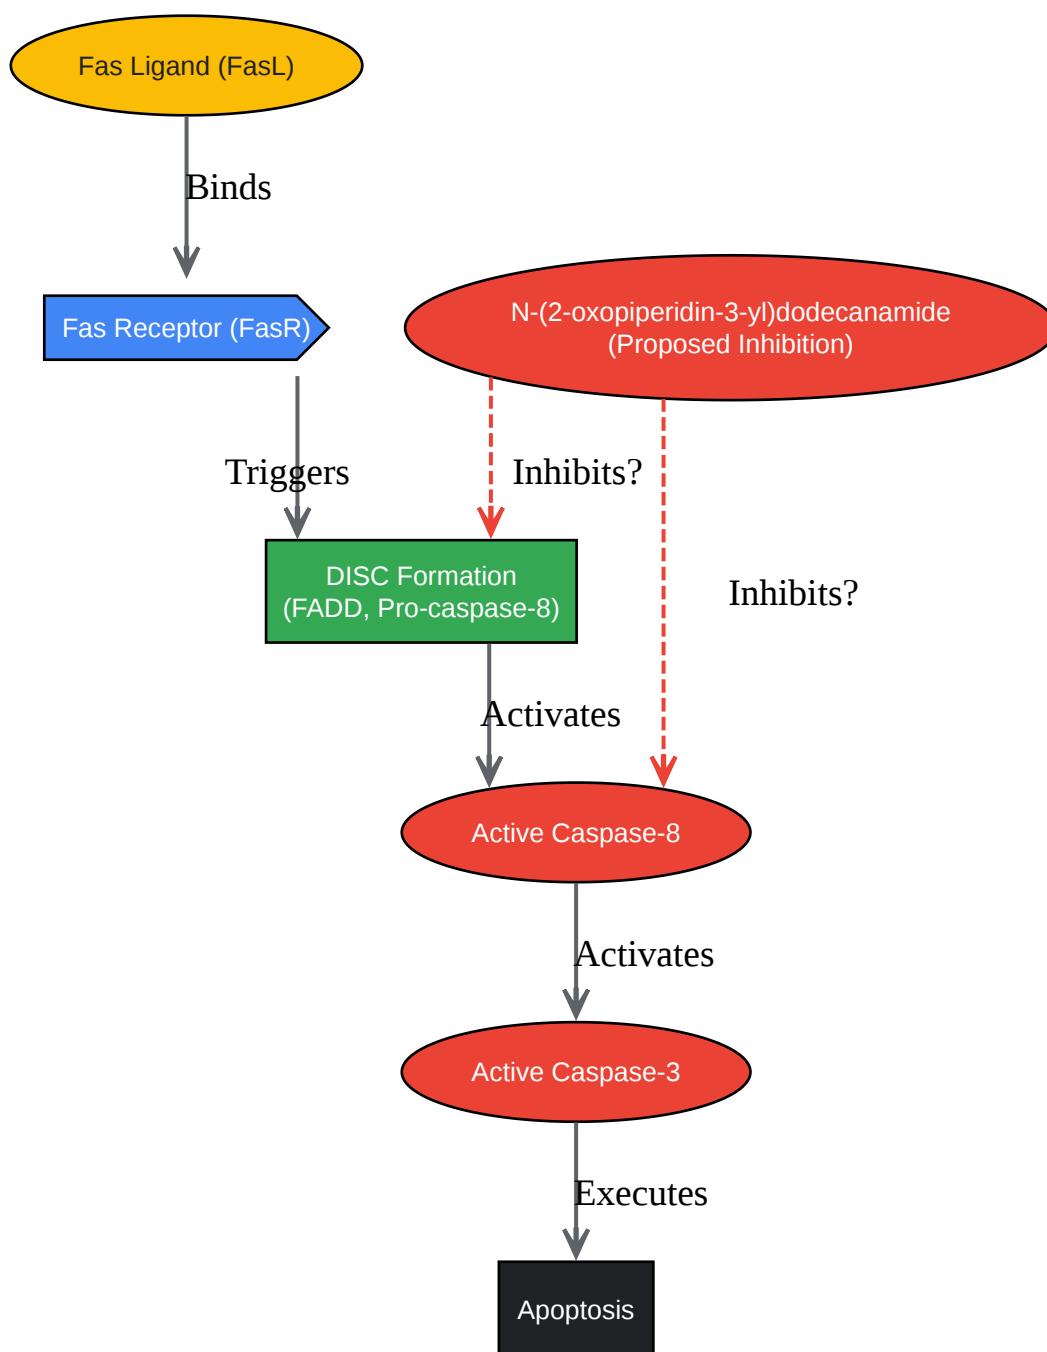 Fas Ligand (FasL)
Binds
Fas Receptor (FasR)
N-(2-oxopiperidin-3-yl)dodecanamide
(Proposed Inhibition)
Triggers
Inhibits?
DISC Formation
(FADD, Pro-caspase-8)
Inhibits?
Activates
Active Caspase-8
Activates
Active Caspase-3
Executes
Apoptosis